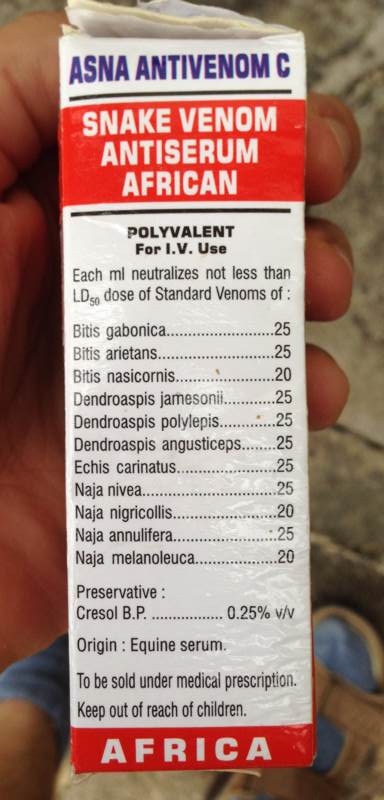 ASNA ANTIVENOM C
SNAKE VENOM
ANTISERUM
AFRICAN
POLYVALENT
For I.V. Use
Each ml neutralizes not less than
LD50 dose of Standard Venoms of :
Bitis gabonica.........................25
Bitis arietans...........................25
Bitis nasicornis.......................20
Dendroaspis jamesonii............25
Dendroaspis polylepis.............25
Dendroaspis angusticeps........25
Echis carinatus.......................25
Naja nivea...............................25
Naja nigricollis........................20
Naja annulifera........................25
Naja melanoleuca...................20
Preservative :
Cresol B.P. ................. 0.25% v/v
Origin : Equine serum.
To be sold under medical prescription.
Keep out of reach of children.
AFRICA